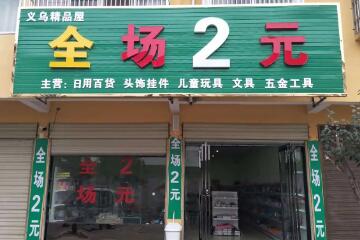 义乌精品屋
全场2元
主营：日用百货 头饰挂件 儿童玩具 文具 五金工具
全场2元
全 2
场 元
全场2元
全场2元